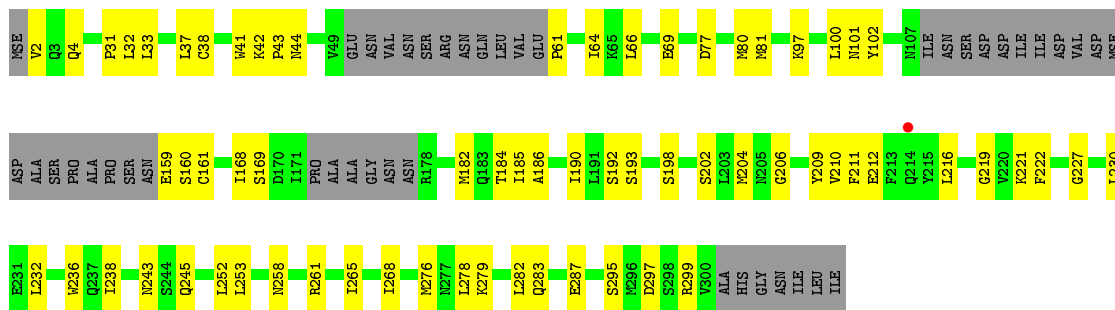 MSE V2 Q3 Q4 P31 L32 L33 L37 C38 W41 K42 P43 N44 V49 GLU ASN VAL ASN SER ARG ASN GLN LEU VAL GLU P61 I64 K65 L66 E69 D77 M80 M81 K97 L100 N101 Y102 N107 ILE ASN SER ASP ASP ILE ILE ASP VAL ASP MSE
ASP ALA SER PRO ALA PRO SER ASN E159 S160 C161 I168 S169 D170 I171 PRO ALA ALA GLY ASN ASN R178 M182 Q183 T184 I185 A186 I190 L191 S192 S193 S198 S202 L203 M204 N205 G206 Y209 V210 F211 E212 F213 Q214 Y215 L216 G219 V220 K221 F222 G227 L230
E231 L232 W236 Q237 I238 N243 S244 Q245 L252 L253 N258 R261 I265 I268 M276 N277 L278 K279 L282 Q283 E287 S295 M296 D297 S298 R299 V300 ALA HIS GLY ASN ILE LEU ILE